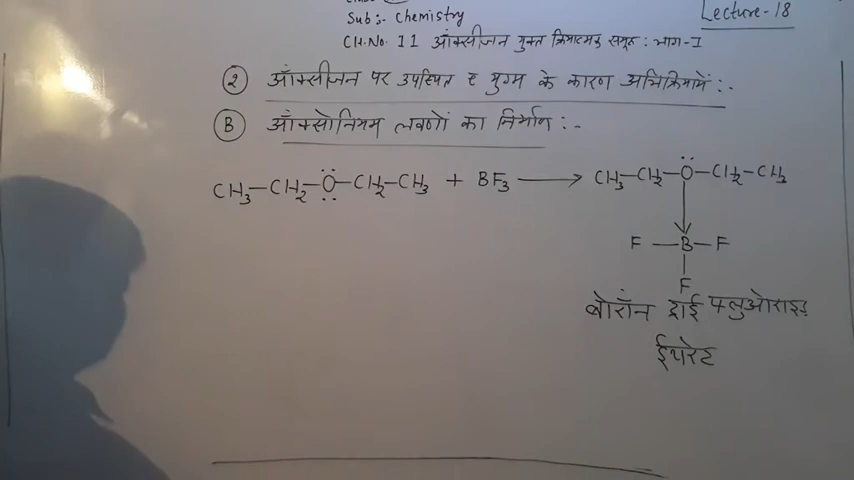 Lecture-18
Sub:- Chemistry
CH.No. 11 ऑक्सीजन युक्त क्रियात्मक समूह : भाग-I
2 ऑक्सीजन पर उपस्थित e युग्म के कारण अभिक्रियायें :-
B ऑक्सोनियम लवणों का निर्माण :-
CH3-CH2-O-CH2-CH3 + BF3 ⟶ CH3-CH2-O-CH2-CH3
F-B-F
F
बोरॉन ट्राई फ्लुओराइड
ईथरेट